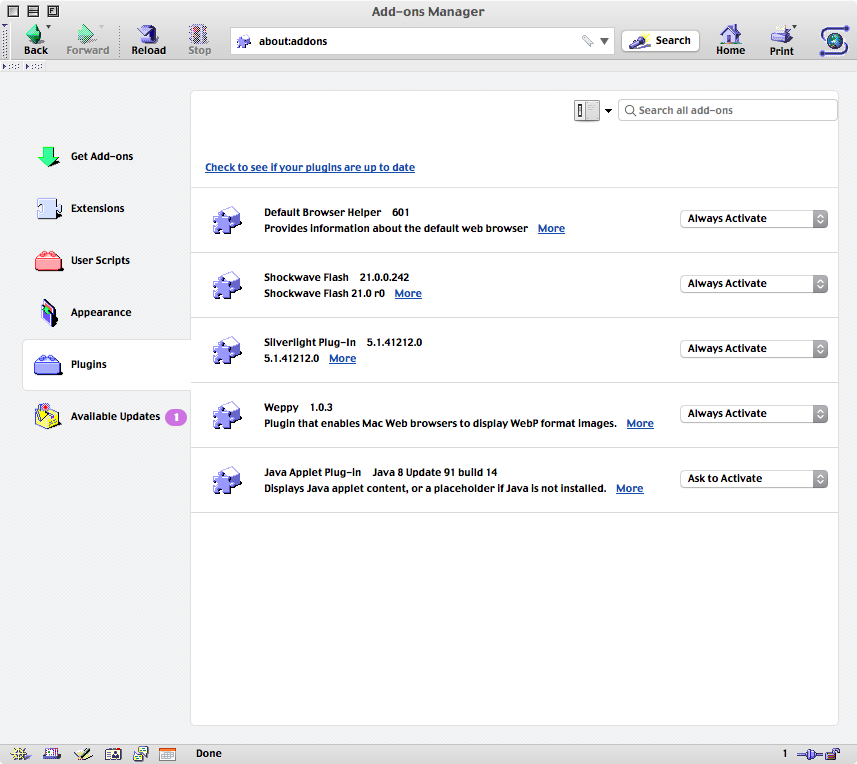 Add-ons Manager
Back
Forward
Reload
Stop
about:addons
Search
Home
Print
Search all add-ons
Get Add-ons
Extensions
User Scripts
Appearance
Plugins
Available Updates 1
Check to see if your plugins are up to date
Default Browser Helper 601
Provides information about the default web browser More
Always Activate
Shockwave Flash 21.0.0.242
Shockwave Flash 21.0 r0 More
Always Activate
Silverlight Plug-In 5.1.41212.0
5.1.41212.0 More
Always Activate
Weppy 1.0.3
Plugin that enables Mac Web browsers to display WebP format images. More
Always Activate
Java Applet Plug-in Java 8 Update 91 build 14
Displays Java applet content, or a placeholder if Java is not installed. More
Ask to Activate
Done
1